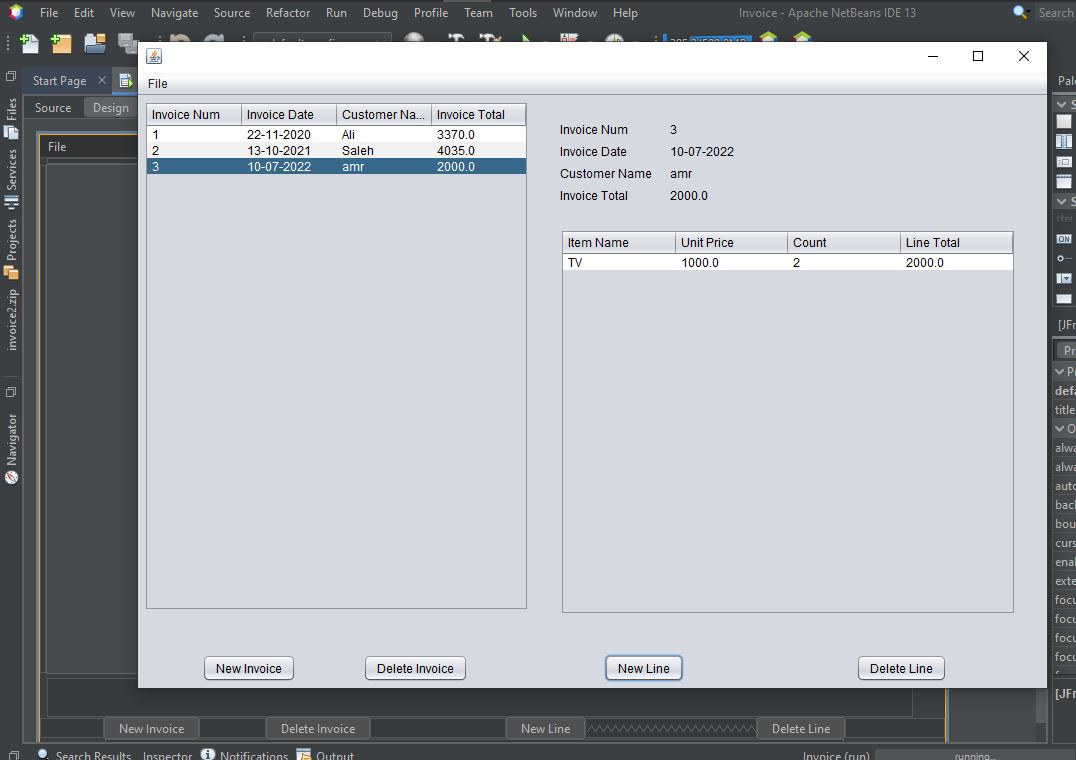 File Edit View Navigate Source Refactor Run Debug Profile Team Tools Window Help Invoice - Apache NetBeans IDE 13 Search
Start Page
Source Design
File
Files
Services
Projects
invoice2.zip
Navigator
File
Invoice Num Invoice Date Customer Na... Invoice Total
1 22-11-2020 Ali 3370.0
2 13-10-2021 Saleh 4035.0
3 10-07-2022 amr 2000.0
Invoice Num 3
Invoice Date 10-07-2022
Customer Name amr
Invoice Total 2000.0
Item Name Unit Price Count Line Total
TV 1000.0 2 2000.0
New Invoice Delete Invoice New Line Delete Line
New Invoice Delete Invoice New Line Delete Line
Pal
ON
[JFr
Pr
P
defa
title
O
alwa
alwa
auto
bac
bou
curs
enal
exte
focu
focu
focu
focu
[JFr
Search Results Inspector Notifications Output Invoice (run) running...